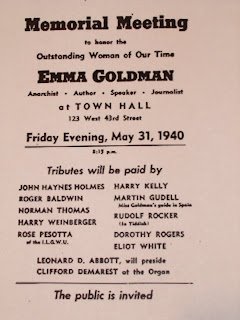 Memorial Meeting
to honor the
Outstanding Woman of Our Time
EMMA GOLDMAN
Anarchist - Author - Speaker - Journalist
at TOWN HALL
123 West 43rd Street
Friday Evening, May 31, 1940
8:15 p.m.
Tributes will be paid by
JOHN HAYNES HOLMES
ROGER BALDWIN
NORMAN THOMAS
HARRY WEINBERGER
ROSE PESOTTA
(of the I.L.G.W.U.
HARRY KELLY
MARTIN GUDELL
Miss Goldman's guide in Spain
RUDOLF ROCKER
(in Yiddish)
DOROTHY ROGERS
ELIOT WHITE
LEONARD D. ABBOTT, will preside
CLIFFORD DEMAREST at the Organ
The public is invited